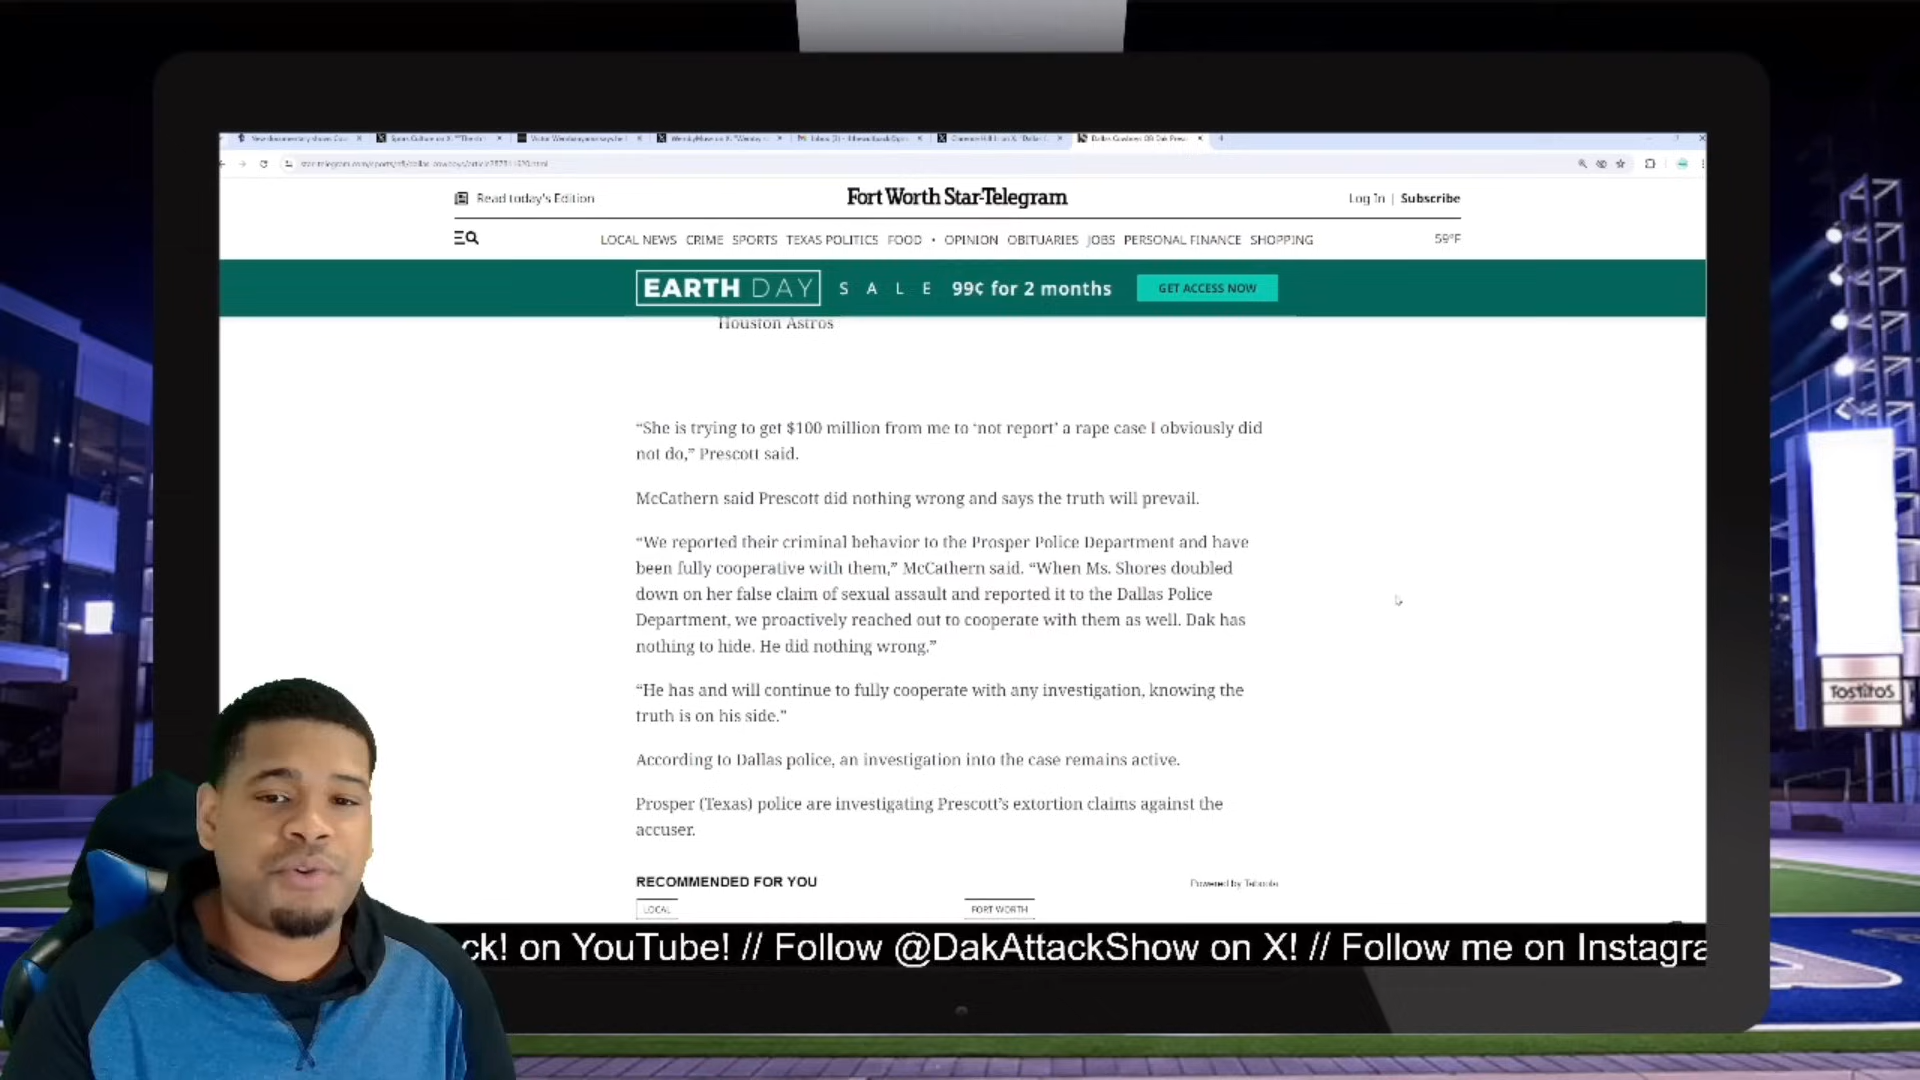 Read today's Edition
Fort Worth Star-Telegram
Log In | Subscribe
LOCAL NEWS CRIME SPORTS TEXAS POLITICS FOOD • OPINION OBITUARIES JOBS PERSONAL FINANCE SHOPPING
59°F
EARTH DAY SALE 99¢ for 2 months
GET ACCESS NOW
Houston Astros
“She is trying to get $100 million from me to ‘not report’ a rape case I obviously did
not do,” Prescott said.
McCathern said Prescott did nothing wrong and says the truth will prevail.
“We reported their criminal behavior to the Prosper Police Department and have
been fully cooperative with them,” McCathern said. “When Ms. Shores doubled
down on her false claim of sexual assault and reported it to the Dallas Police
Department, we proactively reached out to cooperate with them as well. Dak has
nothing to hide. He did nothing wrong.”
“He has and will continue to fully cooperate with any investigation, knowing the
truth is on his side.”
According to Dallas police, an investigation into the case remains active.
Prosper (Texas) police are investigating Prescott’s extortion claims against the
accuser.
RECOMMENDED FOR YOU
Powered by Taboola
LOCAL
FORT WORTH
TOSTITOS
ck! on YouTube! // Follow @DakAttackShow on X! // Follow me on Instagra